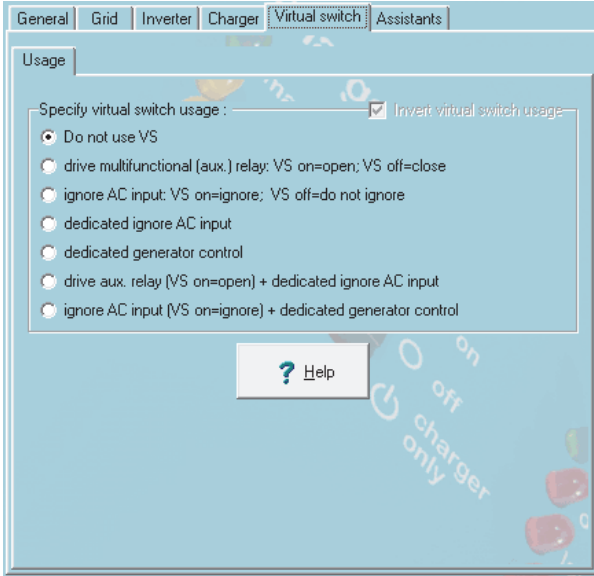 General Grid Inverter Charger Virtual switch Assistants
Usage
Specify virtual switch usage : Invert virtual switch usage
Do not use VS
drive multifunctional (aux.) relay: VS on=open; VS off=close
ignore AC input: VS on=ignore; VS off=do not ignore
dedicated ignore AC input
dedicated generator control
drive aux. relay (VS on=open) + dedicated ignore AC input
ignore AC input (VS on=ignore) + dedicated generator control
? Help
on
off
charger
only